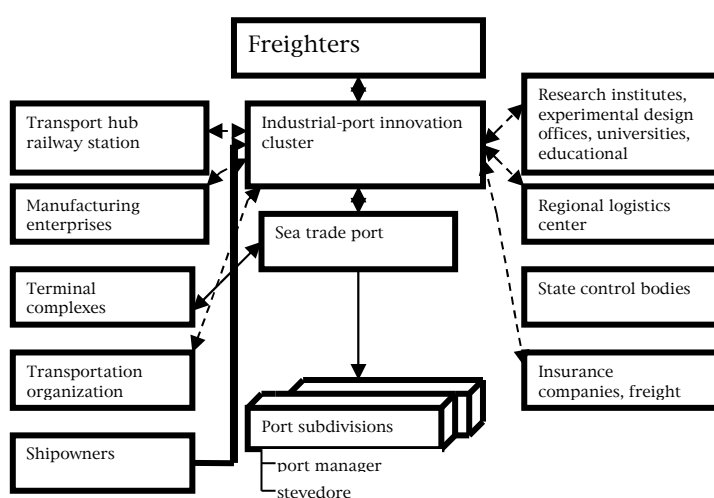 Freighters
Transport hub
railway station
Industrial-port innovation
cluster
Research institutes,
experimental design
offices, universities,
educational
Manufacturing
enterprises
Sea trade port
Regional logistics
center
Terminal
complexes
State control bodies
Transportation
organization
Insurance
companies, freight
Port subdivisions
Shipowners
port manager
stevedore